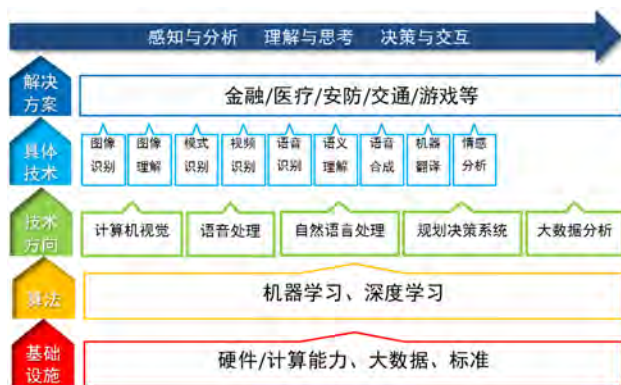 感知与分析 理解与思考 决策与交互
解决
方案
金融/医疗/安防/交通/游戏等
具体
技术
图像
识别
图像
理解
模式
识别
视频
识别
语音
识别
语义
理解
语音
合成
机器
翻译
情感
分析
技术
方向
计算机视觉
语音处理
自然语言处理
规划决策系统
大数据分析
算法
机器学习、深度学习
基础
设施
硬件/计算能力、大数据、标准